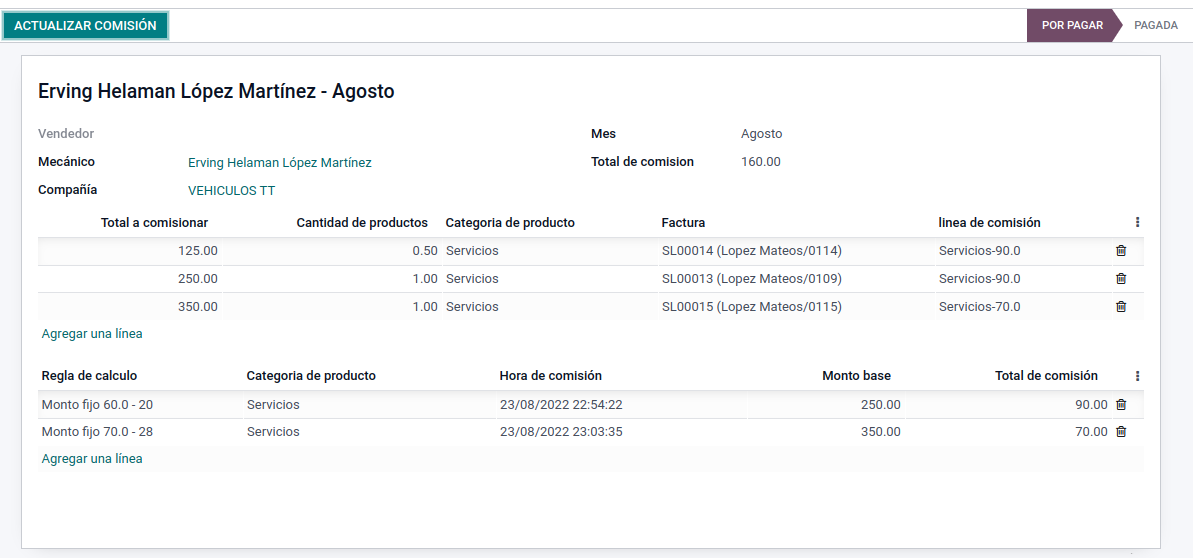 ACTUALIZAR COMISIÓN POR PAGAR PAGADA
Erving Helaman López Martínez - Agosto
Vendedor Mes Agosto
Mecánico Erving Helaman López Martínez Total de comision 160.00
Compañía VEHICULOS TT
Total a comisionar Cantidad de productos Categoria de producto Factura linea de comisión
125.00 0.50 Servicios SL00014 (Lopez Mateos/0114) Servicios-90.0
250.00 1.00 Servicios SL00013 (Lopez Mateos/0109) Servicios-90.0
350.00 1.00 Servicios SL00015 (Lopez Mateos/0115) Servicios-70.0
Agregar una línea
Regla de calculo Categoria de producto Hora de comisión Monto base Total de comisión
Monto fijo 60.0 - 20 Servicios 23/08/2022 22:54:22 250.00 90.00
Monto fijo 70.0 - 28 Servicios 23/08/2022 23:03:35 350.00 70.00
Agregar una línea